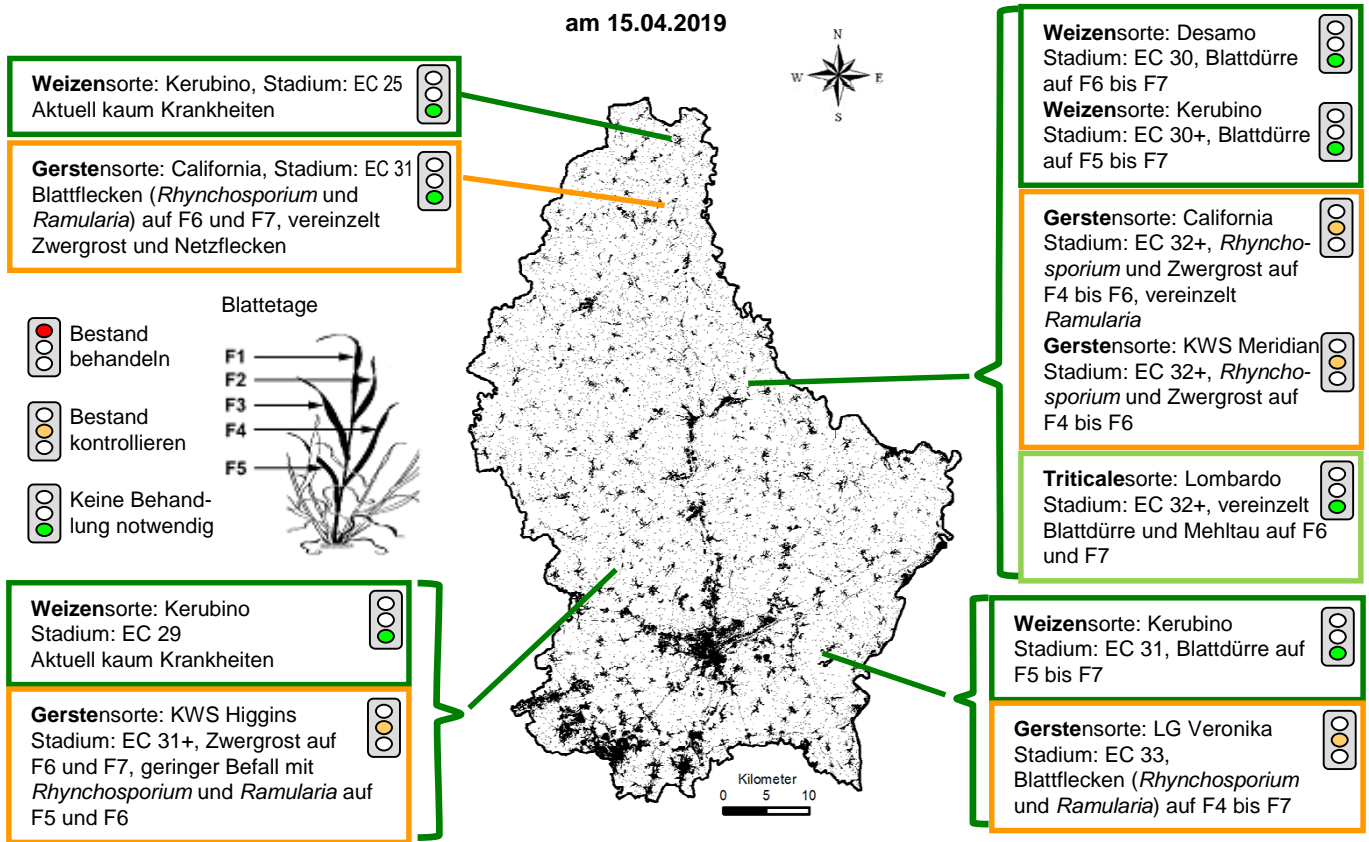 am 15.04.2019
N
W
E
S
Weizensorte: Kerubino, Stadium: EC 25
Aktuell kaum Krankheiten
Gerstensorte: California, Stadium: EC 31
Blattflecken (Rhynchosporium und
Ramularia) auf F6 und F7, vereinzelt
Zwergrost und Netzflecken
Bestand
behandeln
Bestand
kontrollieren
Keine Behand-
lung notwendig
Blattetage
F1
F2
F3
F4
F5
Weizensorte: Kerubino
Stadium: EC 29
Aktuell kaum Krankheiten
Gerstensorte: KWS Higgins
Stadium: EC 31+, Zwergrost auf
F6 und F7, geringer Befall mit
Rhynchosporium und Ramularia auf
F5 und F6
Weizensorte: Desamo
Stadium: EC 30, Blattdürre
auf F6 bis F7
Weizensorte: Kerubino
Stadium: EC 30+, Blattdürre
auf F5 bis F7
Gerstensorte: California
Stadium: EC 32+, Rhyncho-
sporium und Zwergrost auf
F4 bis F6, vereinzelt
Ramularia
Gerstensorte: KWS Meridian
Stadium: EC 32+, Rhyncho-
sporium und Zwergrost auf
F4 bis F6
Triticalesorte: Lombardo
Stadium: EC 32+, vereinzelt
Blattdürre und Mehltau auf F6
und F7
Weizensorte: Kerubino
Stadium: EC 31, Blattdürre auf
F5 bis F7
Gerstensorte: LG Veronika
Stadium: EC 33,
Blattflecken (Rhynchosporium
und Ramularia) auf F4 bis F7
Kilometer
0 5 10